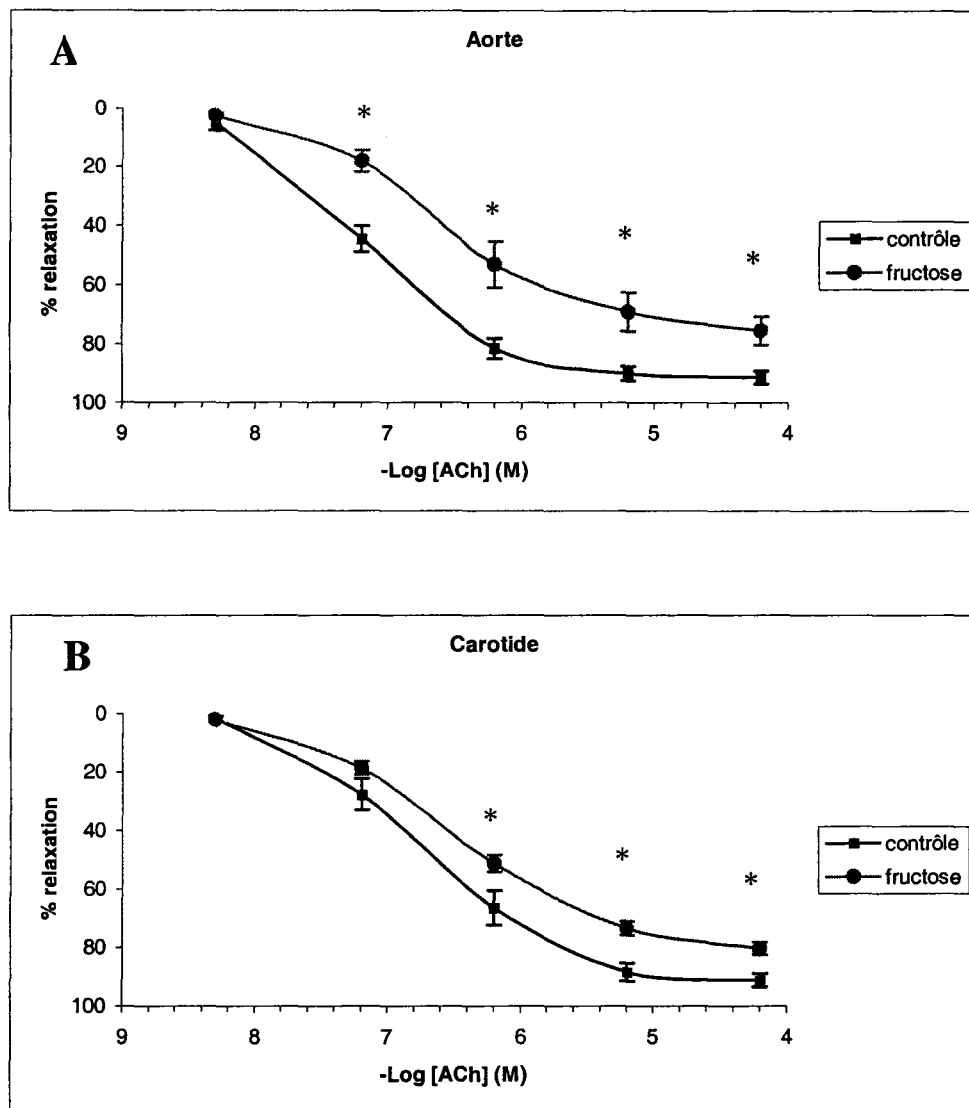 A
Aorte
*
*
*
*
0
20
40
60
80
100
% relaxation
9 8 7 6 5 4
-Log [ACh] (M)
contrôle
fructose
B
Carotide
*
*
*
0
20
40
60
80
100
% relaxation
9 8 7 6 5 4
-Log [ACh] (M)
contrôle
fructose